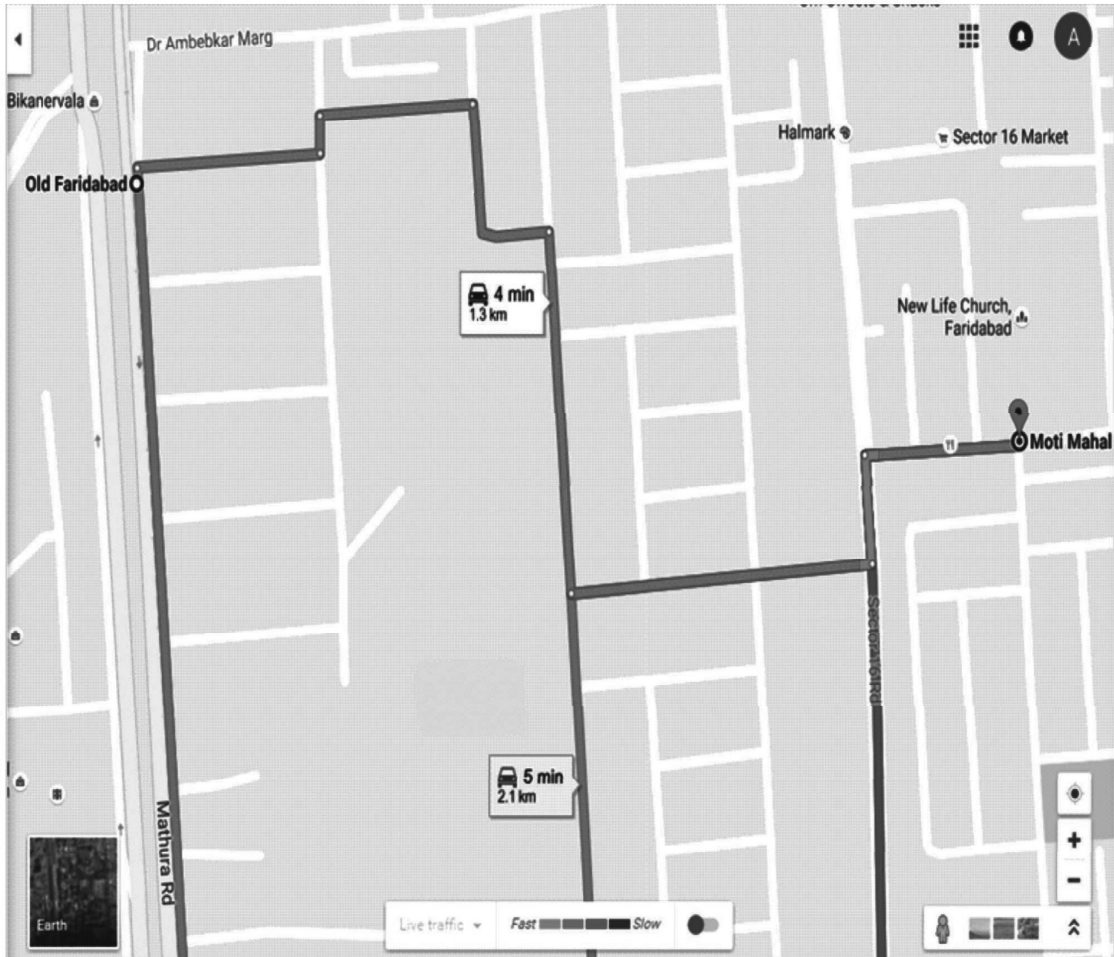 Dr Ambebkar Marg
A
Bikanervala
Halmark
Sector 16 Market
Old Faridabad
4 min
1.3 km
New Life Church,
Faridabad
Moti Mahal
5 min
2.1 km
Mathura Rd
Earth
Live traffic
Fast
Slow